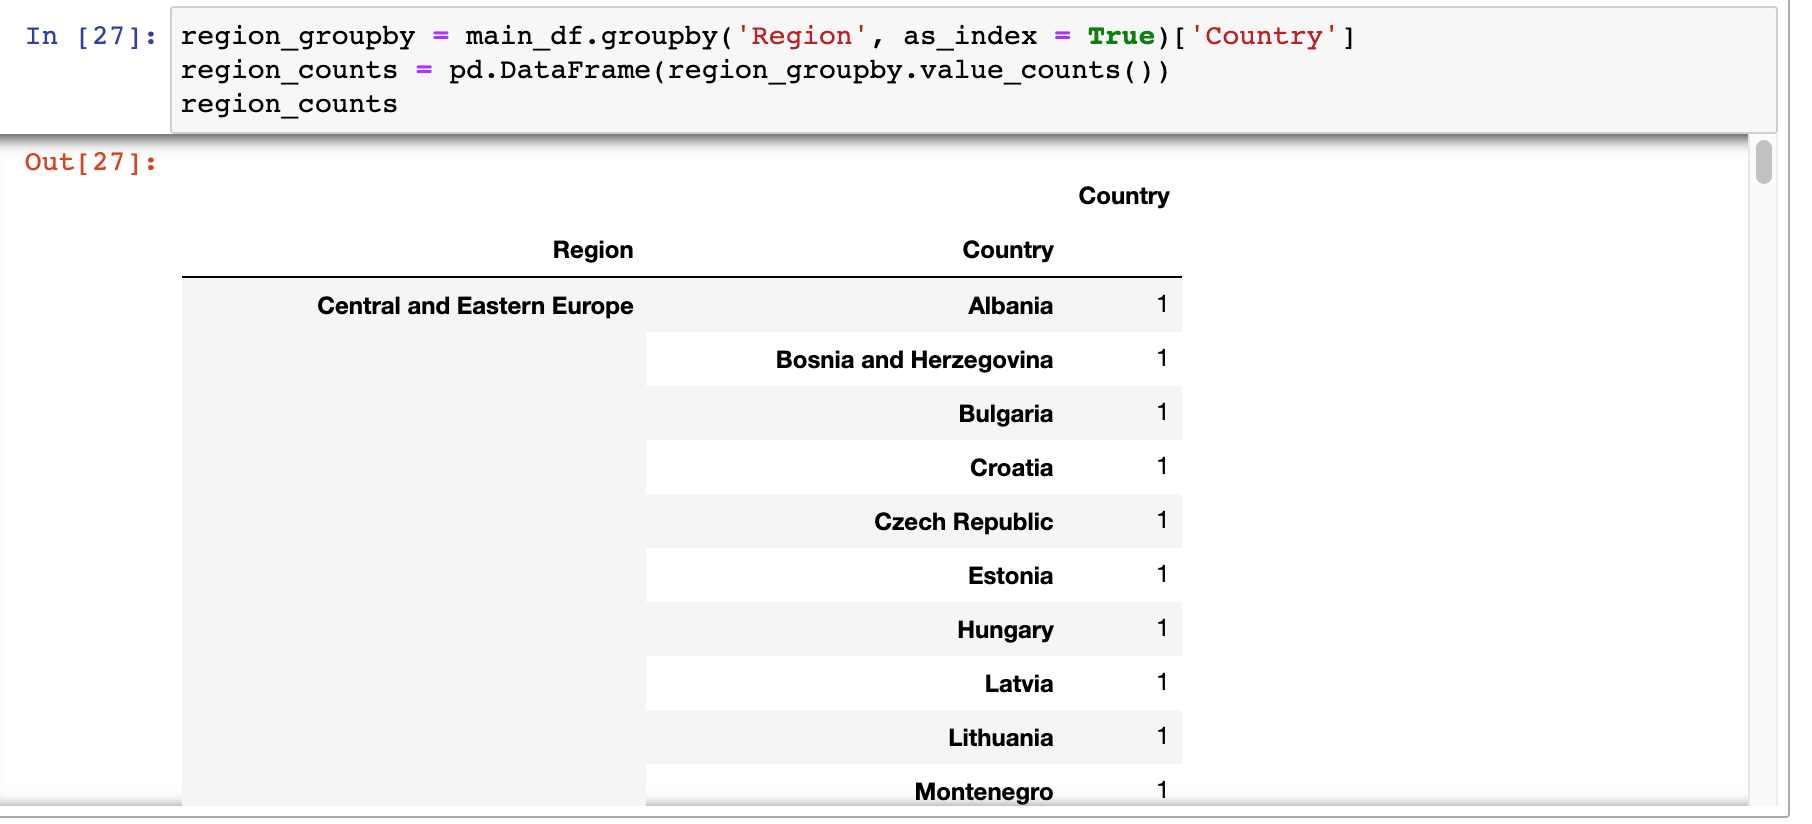 In [27]: region_groupby = main_df.groupby('Region', as_index = True)['Country']
region_counts = pd.DataFrame(region_groupby.value_counts())
region_counts
Out[27]:
Country
Region Country
Central and Eastern Europe Albania 1
Bosnia and Herzegovina 1
Bulgaria 1
Croatia 1
Czech Republic 1
Estonia 1
Hungary 1
Latvia 1
Lithuania 1
Montenegro 1